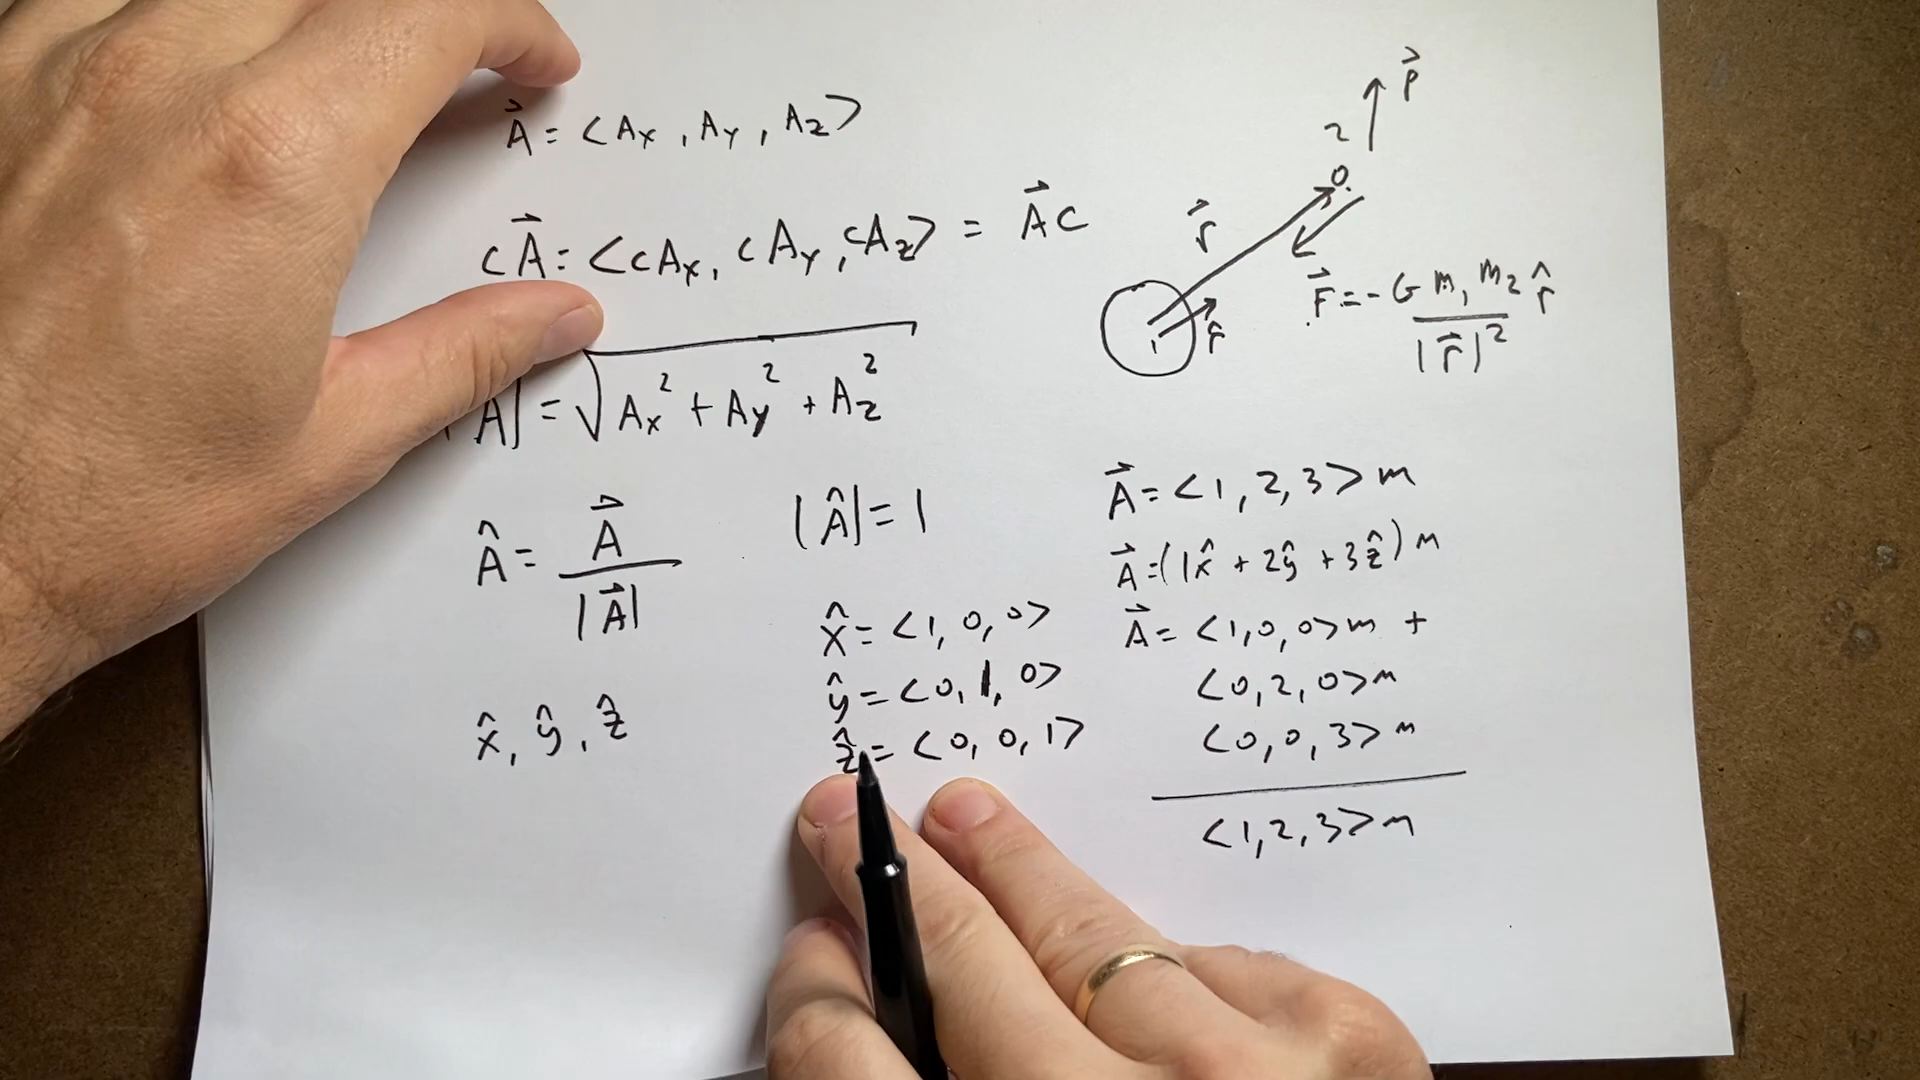 A⃗ = <Ax, Ay, Az>
cA⃗ = <cAx, cAy, cAz> = A⃗c
A| = √(Ax² + Ay² + Az²)
Â = A⃗ / |A⃗|
|Â| = 1
x̂, ŷ, ẑ
x̂ = <1, 0, 0>
ŷ = <0, 1, 0>
ẑ = <0, 0, 1>
p⃗
2
r⃗
1
r̂
F⃗ = -G m₁ m₂ r̂ / |r⃗|²
A⃗ = <1, 2, 3> m
A⃗ = (1x̂ + 2ŷ + 3ẑ) m
A⃗ = <1, 0, 0> m +
<0, 2, 0> m
<0, 0, 3> m
<1, 2, 3> m